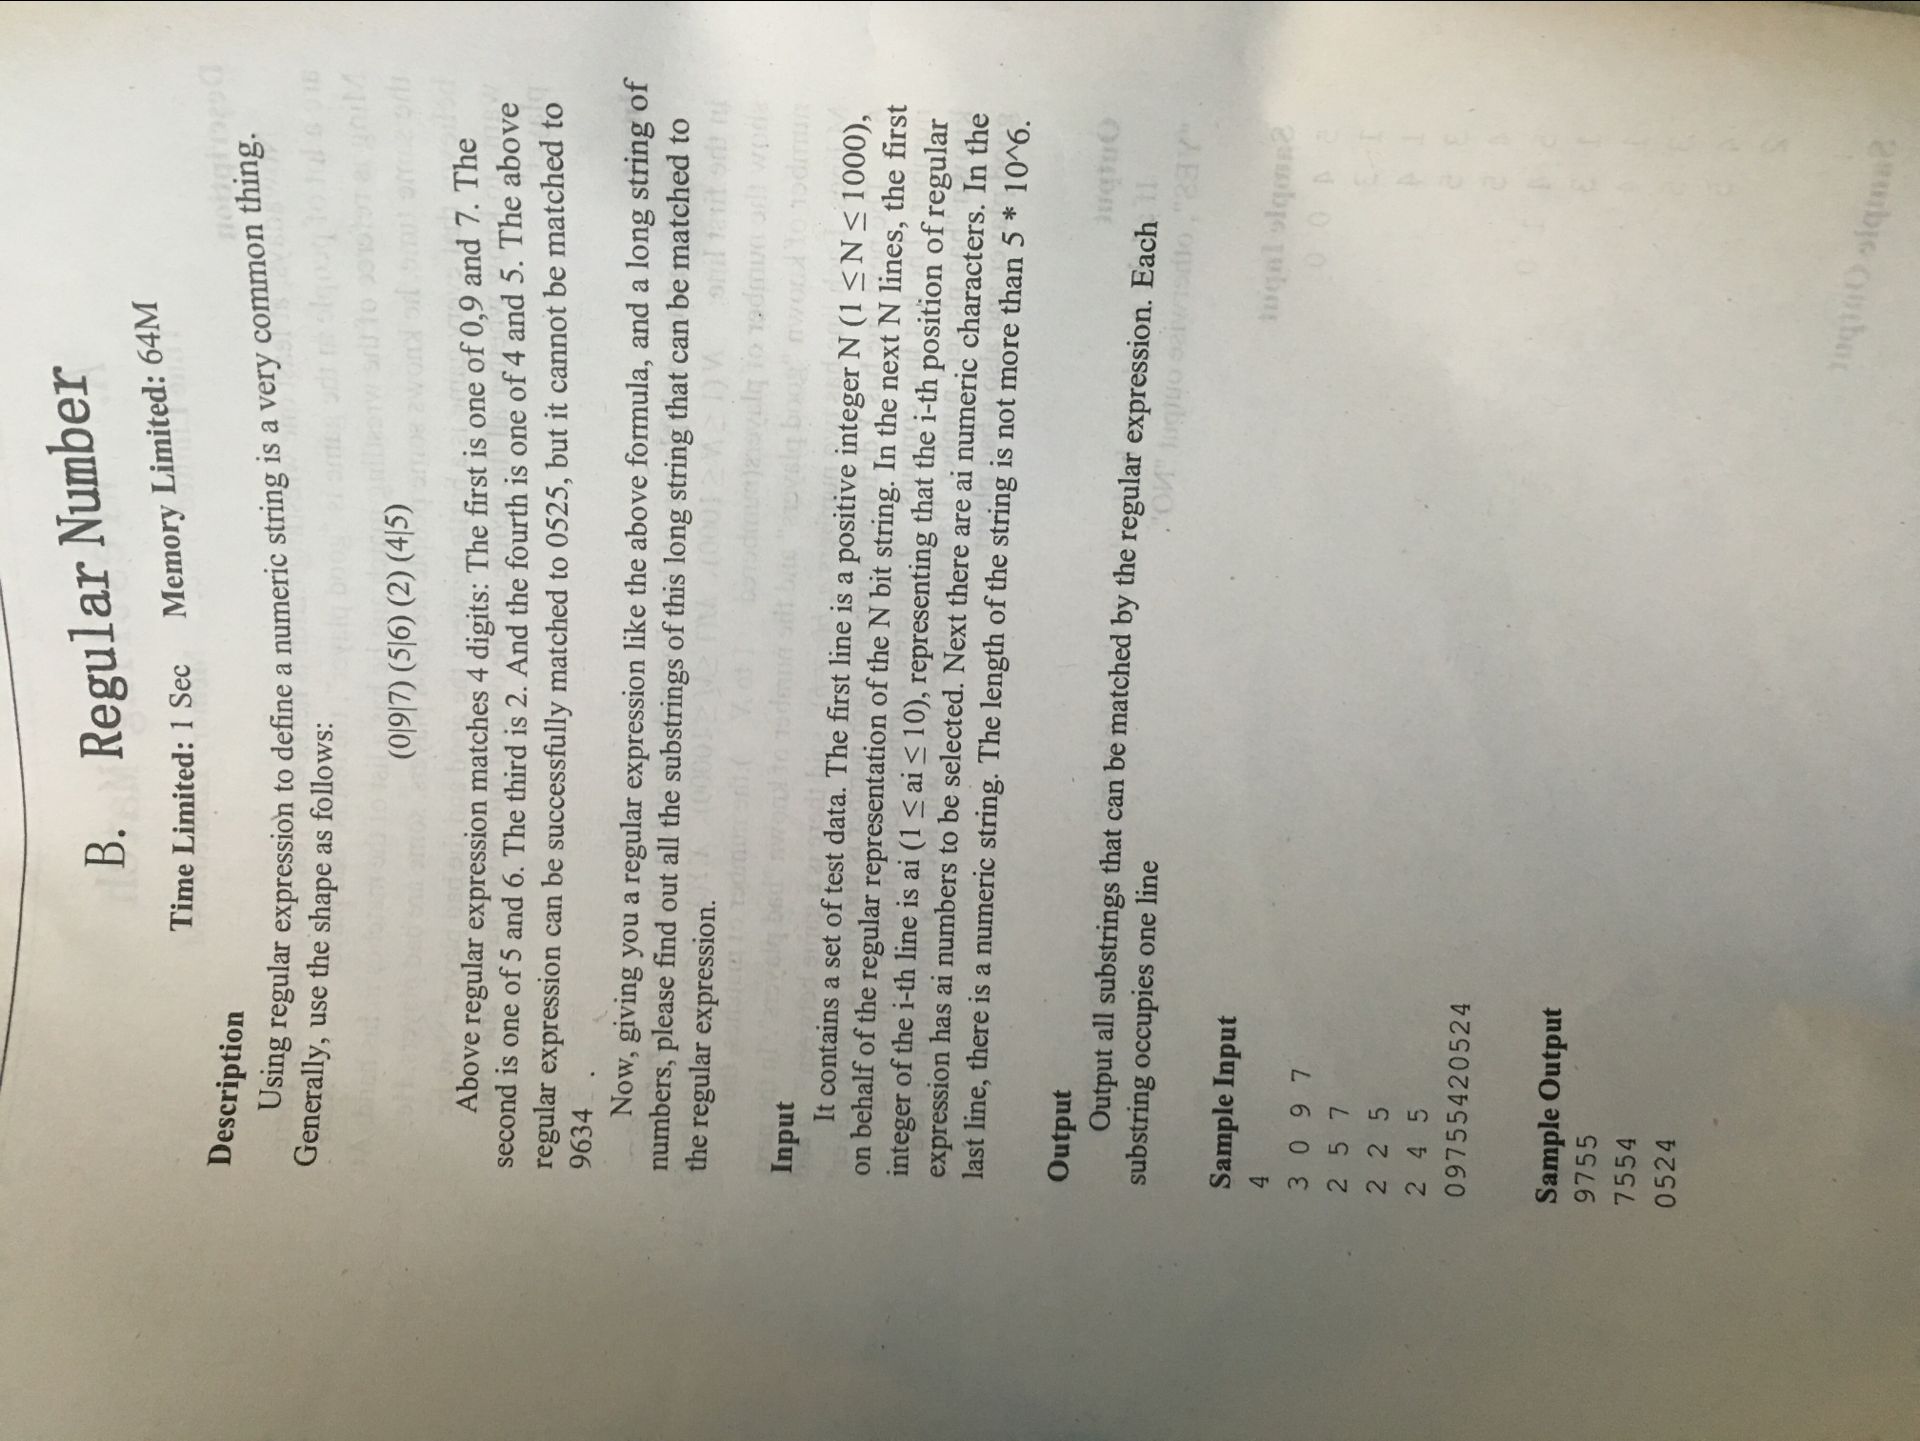 B. Regular Number
Time Limited: 1 Sec Memory Limited: 64M
Description
Using regular expression to define a numeric string is a very common thing.
Generally, use the shape as follows:
(0|9|7) (5|6) (2) (4|5)
Above regular expression matches 4 digits: The first is one of 0,9 and 7. The
second is one of 5 and 6. The third is 2. And the fourth is one of 4 and 5. The above
regular expression can be successfully matched to 0525, but it cannot be matched to
9634 .
Now, giving you a regular expression like the above formula, and a long string of
numbers, please find out all the substrings of this long string that can be matched to
the regular expression.
Input
It contains a set of test data. The first line is a positive integer N (1 ≤ N ≤ 1000),
on behalf of the regular representation of the N bit string. In the next N lines, the first
integer of the i-th line is ai (1 ≤ ai ≤ 10), representing that the i-th position of regular
expression has ai numbers to be selected. Next there are ai numeric characters. In the
last line, there is a numeric string. The length of the string is not more than 5 * 10^6.
Output
Output all substrings that can be matched by the regular expression. Each
substring occupies one line
Sample Input
4
3 0 9 7
2 5 7
2 2 5
2 4 5
09755420524
Sample Output
9755
7554
0524